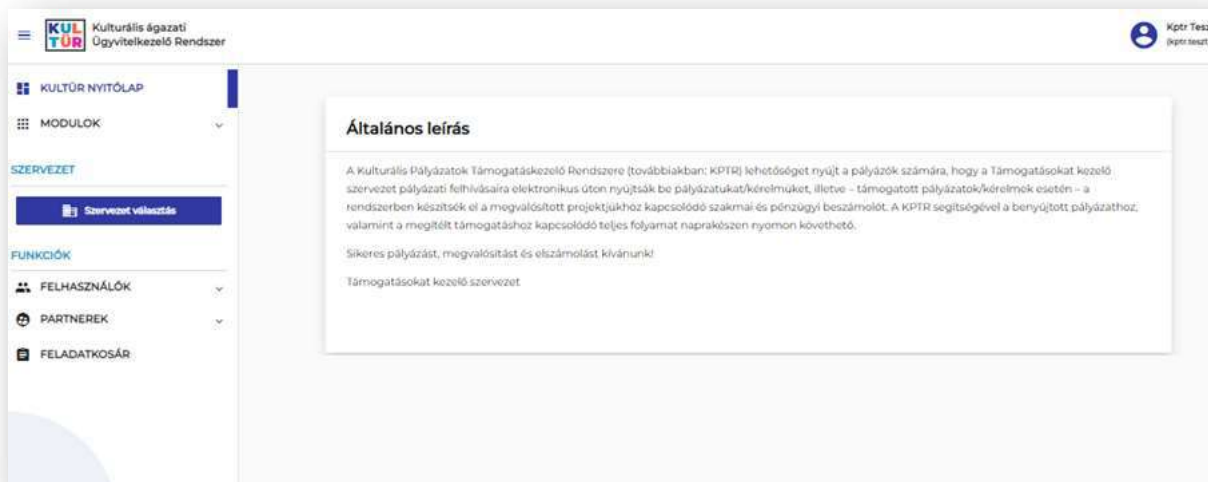 KUL
TÜR
Kulturális ágazati
Ügyvitelkezelő Rendszer
Kptr Tesz
(kptr.teszt
KULTÚR NYITÓLAP
MODULOK
SZERVEZET
Szervezet választás
FUNKCIÓK
FELHASZNÁLÓK
PARTNEREK
FELADATKOSÁR
Általános leírás
A Kulturális Pályázatok Támogatáskezelő Rendszere (továbbiakban: KPTR) lehetőséget nyújt a pályázók számára, hogy a Támogatásokat kezelő
szervezet pályázati felhívásaira elektronikus úton nyújtsák be pályázatukat/kérelmüket, illetve – támogatott pályázatok/kérelmek esetén – a
rendszerben készítsék el a megvalósított projektjükhöz kapcsolódó szakmai és pénzügyi beszámolót. A KPTR segítségével a benyújtott pályázathoz,
valamint a megítélt támogatáshoz kapcsolódó teljes folyamat naprakészen nyomon követhető.
Sikeres pályázást, megvalósítást és elszámolást kívánunk!
Támogatásokat kezelő szervezet